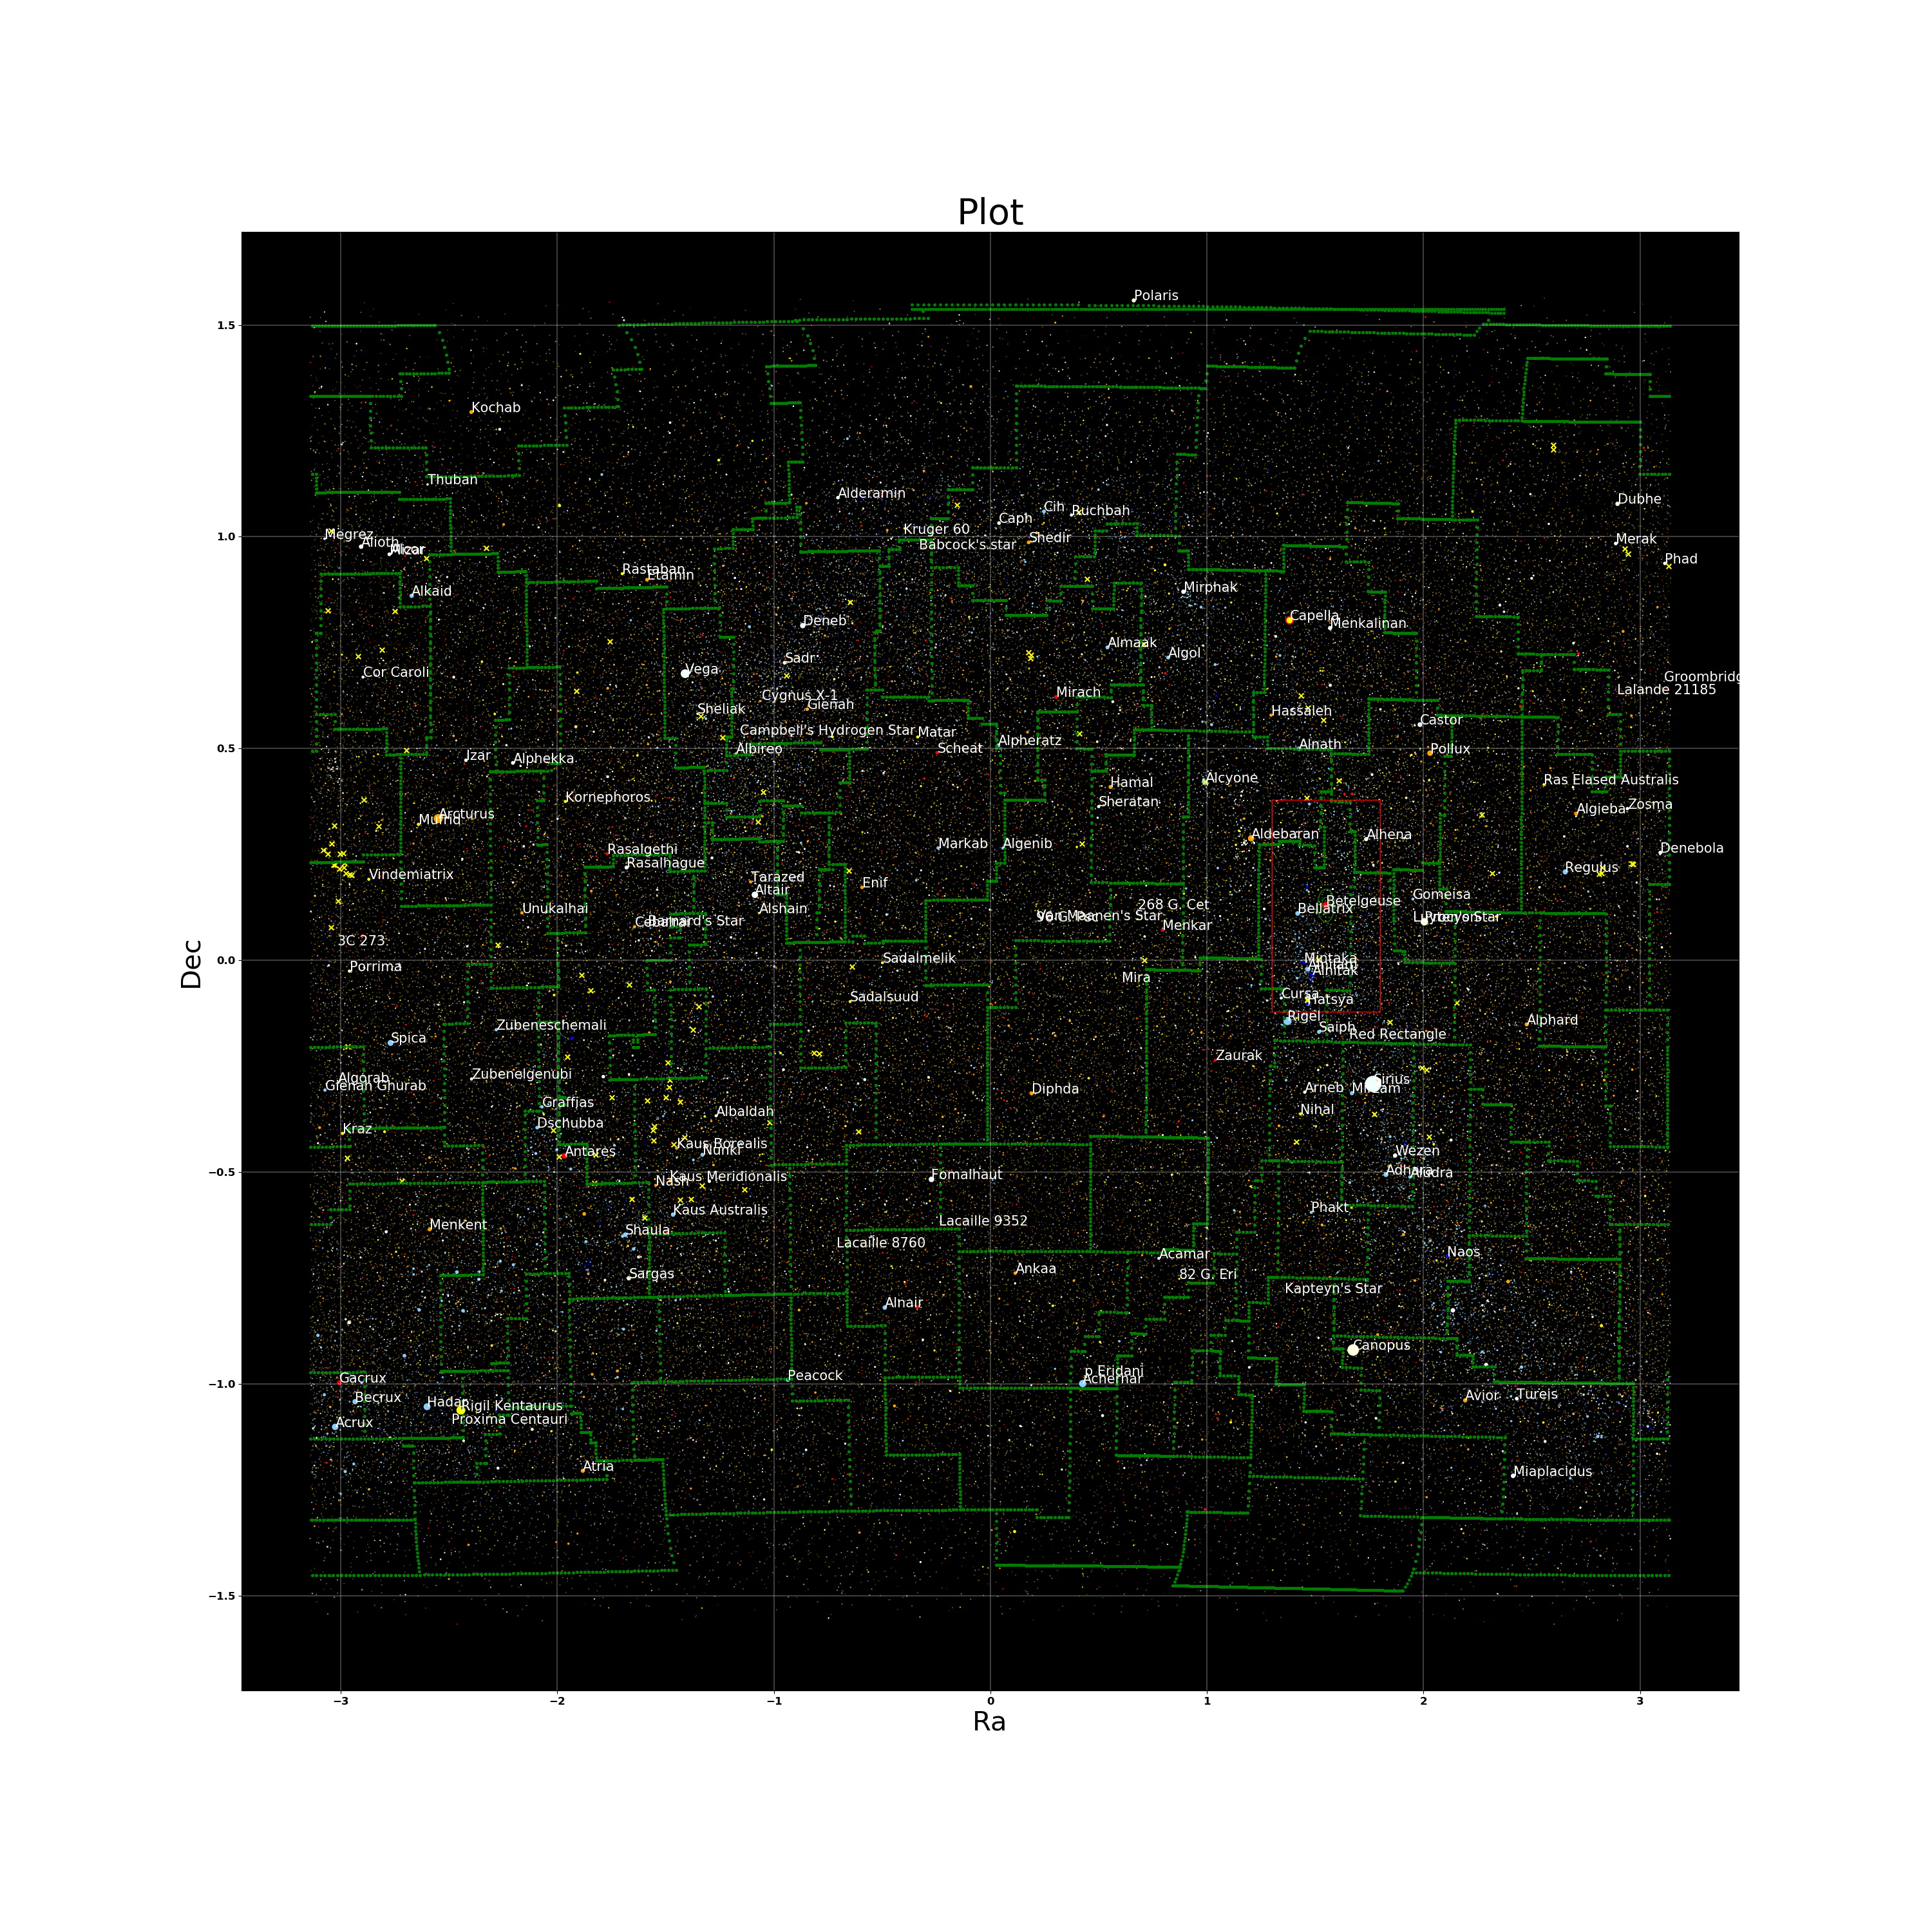 Plot
Polaris
1.5
Kochab
Thuban
Alderamin
Dubhe
Cih
Ruchbah
Caph
Megrez
Kruger 60
1.0
Alioth
Shedir
Merak
Babcock's star
Phad
Rastaban
Etamin
Alkaid
Mirphak
Capella
Deneb
Menkalinan
Almaak
Algol
Sadr
Vega
Cor Caroli
Groombridg
Lalande 21185
Cygnus X-1
Mirach
Gienah
Sheliak
Hassaleh
Castor
Campbell's Hydrogen Star
Matar
Alpheratz
Albireo
Scheat
Alnath
Pollux
0.5
Izar
Alphekka
Alcyone
Hamal
Ras Elased Australis
Kornephoros
Sheratan
Algieba
Zosma
Arcturus
Mufrid
Aldebaran
Alhena
Rasalgethi
Markab
Algenib
Denebola
Rasalhague
Regulus
Vindemiatrix
Tarazed
Enif
Altair
Gomeisa
Betelgeuse
Unukalhai
Alshain
268 G. Cet
Bellatrix
Barnard's Star
Cebalrai
Van Maanen's Star
96 G. Psc
Procyon
Luyten's Star
Menkar
3C 273
Dec
0.0
Porrima
Sadalmelik
Mintaka
Alnilam
Alnitak
Mira
Cursa
Hatsya
Sadalsuud
Rigel
Zubeneschemali
Saiph
Alphard
Spica
Red Rectangle
Zaurak
Algorab
Gienah Ghurab
Zubenelgenubi
Sirius
Diphda
Arneb
Mirzam
Graffjas
Albaldah
Nihal
Dschubba
Kraz
Kaus Borealis
Nunki
Antares
Wezen
−0.5
Kaus Meridionalis
Nash
Fomalhaut
Adhara
Aludra
Kaus Australis
Phakt
Menkent
Lacaille 9352
Shaula
Lacaille 8760
Acamar
Naos
Sargas
Ankaa
82 G. Eri
Kapteyn's Star
Alnair
Canopus
Gacrux
Peacock
p Eridani
Achernar
−1.0
Becrux
Hadar
Rigil Kentaurus
Avior
Tureis
Acrux
Proxima Centauri
Atria
Miaplacidus
−1.5
−3 −2 −1 0 1 2 3
Ra